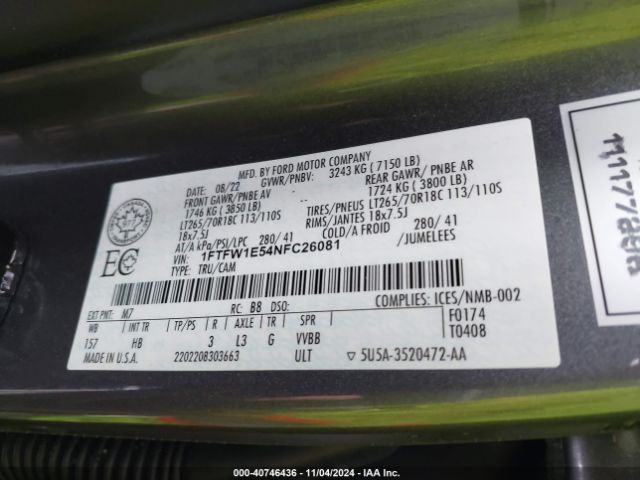 MFD. BY FORD MOTOR COMPANY
08/22 GVWR/PNBV: 3243 KG ( 7150 LB)
FRONT GAWR/PNBE AV REAR GAWR/ PNBE AR
1746 KG ( 3850 LB) 1724 KG ( 3800 LB)
LT265/70R18C 113/110S TIRES/PNEUS LT265/70R18C 113/110S
18x7.5J RIMS/JANTES 18x7.5J
AT/A kPa/PSI/LPC 280/ 41 COLD/A FROID 280/ 41
VIN: 1FTFW1E54NFC26081 /JUMELEES
TYPE: TRU/CAM
EC
EXT PNT: M7 RC: B8 DSO: COMPLIES: ICES/NMB-002
WB INT TR TP/PS R AXLE TR SPR F0174
157 HB 3 L3 G VVBB T0408
MADE IN U.S.A. 2202208303663 ULT 5U5A-3520472-AA
000-40746436 - 11/04/2024 - IAA Inc.